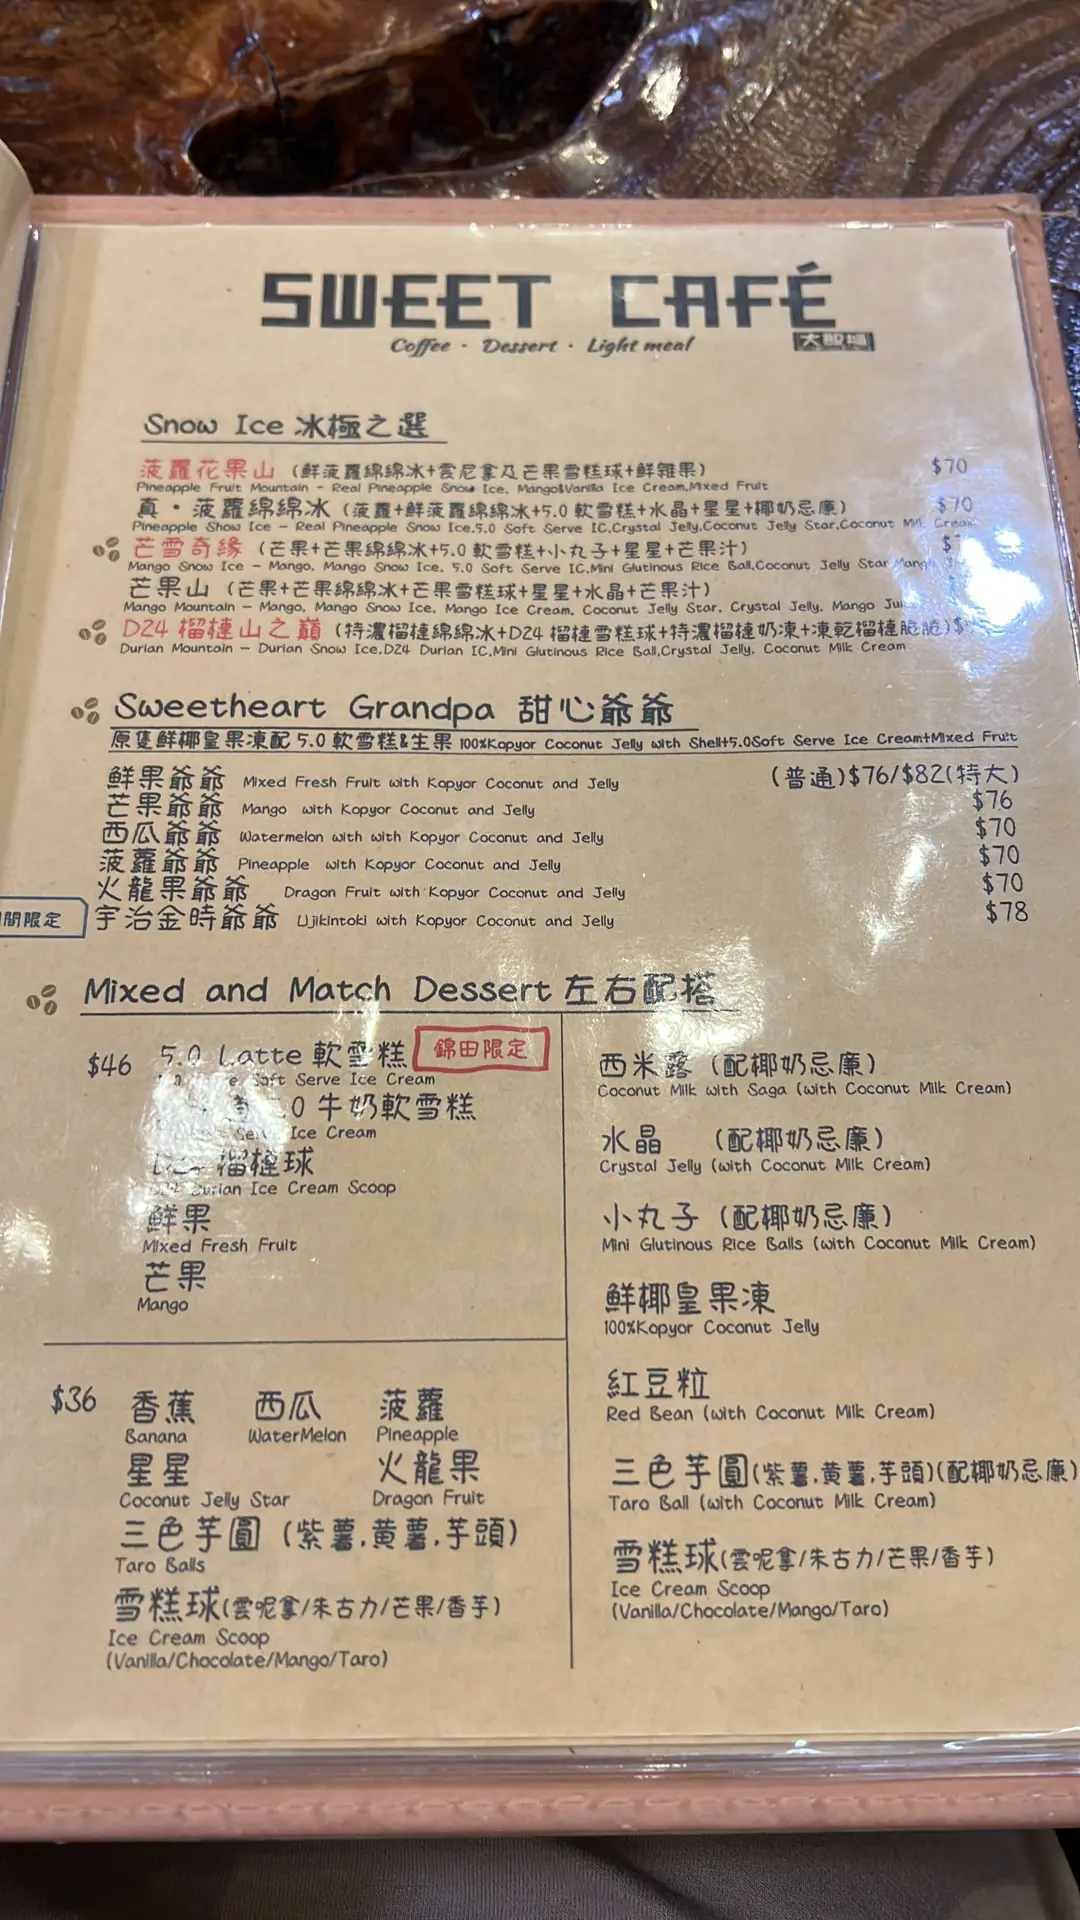 SWEET CAFÉ
Coffee · Dessert · Light meal
Snow Ice 冰極之選
菠蘿花果山 (鮮菠蘿綿綿冰+雲尼拿及芒果雪糕球+鮮雜果) $70
Pineapple Fruit Mountain - Real Pineapple Snow Ice, Mango&Vanilla Ice Cream,Mixed Fruit
真·菠蘿綿綿冰 (菠蘿+鮮菠蘿綿綿冰+5.0 軟雪糕+水晶+星星+椰奶忌廉) $70
Pineapple Show Ice - Real Pineapple Snow Ice,5.0 Soft Serve IC,Crystal Jelly,Coconut Jelly Star,Coconut Milk Cream
芒雪奇緣 (芒果+芒果綿綿冰+5.0 軟雪糕+小丸子+星星+芒果汁)
Mango Snow Ice - Mango, Mango Snow Ice, 5.0 Soft Serve IC,Mini Glutinous Rice Ball,Coconut Jelly Star,Mango
芒果山 (芒果+芒果綿綿冰+芒果雪糕球+星星+水晶+芒果汁)
Mango Mountain - Mango, Mango Snow Ice, Mango Ice Cream, Coconut Jelly Star, Crystal Jelly, Mango
D24 榴槤山之巔 (特濃榴槤綿綿冰+D24 榴槤雪糕球+特濃榴槤奶凍+凍乾榴槤脆脆)
Durian Mountain - Durian Snow Ice,D24 Durian IC,Mini Glutinous Rice Ball,Crystal Jelly, Coconut Milk Cream
Sweetheart Grandpa 甜心爺爺
原隻鮮椰皇果凍配 5.0 軟雪糕&生果 100%Kopyor Coconut Jelly with Shell+5.0Soft Serve Ice Cream+Mixed Fruit
鮮果爺爺 Mixed Fresh Fruit with Kopyor Coconut and Jelly (普通)$76/$82(特大)
芒果爺爺 Mango with Kopyor Coconut and Jelly $76
西瓜爺爺 Watermelon with with Kopyor Coconut and Jelly $70
菠蘿爺爺 Pineapple with Kopyor Coconut and Jelly $70
火龍果爺爺 Dragon Fruit with Kopyor Coconut and Jelly $70
間限定 宇治金時爺爺 Ujikintoki with Kopyor Coconut and Jelly $78
Mixed and Match Dessert 左右配搭
$46 5.0 Latte 軟雪糕 錦田限定
Soft Serve Ice Cream
牛奶軟雪糕
Ice Cream
榴槤球
Durian Ice Cream Scoop
鮮果
Mixed Fresh Fruit
芒果
Mango
$36 香蕉 西瓜 菠蘿
Banana WaterMelon Pineapple
星星 火龍果
Coconut Jelly Star Dragon Fruit
三色芋圓 (紫薯.黄薯.芋頭)
Taro Balls
雪糕球(雲呢拿/朱古力/芒果/香芋)
Ice Cream Scoop
(Vanilla/Chocolate/Mango/Taro)
西米露 (配椰奶忌廉)
Coconut Milk with Saga (with Coconut Milk Cream)
水晶 (配椰奶忌廉)
Crystal Jelly (with Coconut Milk Cream)
小丸子 (配椰奶忌廉)
Mini Glutinous Rice Balls (with Coconut Milk Cream)
鮮椰皇果凍
100%Kopyor Coconut Jelly
紅豆粒
Red Bean (with Coconut Milk Cream)
三色芋圓(紫薯.黄薯.芋頭)(配椰奶忌廉)
Taro Ball (with Coconut Milk Cream)
雪糕球(雲呢拿/朱古力/芒果/香芋)
Ice Cream Scoop
(Vanilla/Chocolate/Mango/Taro)